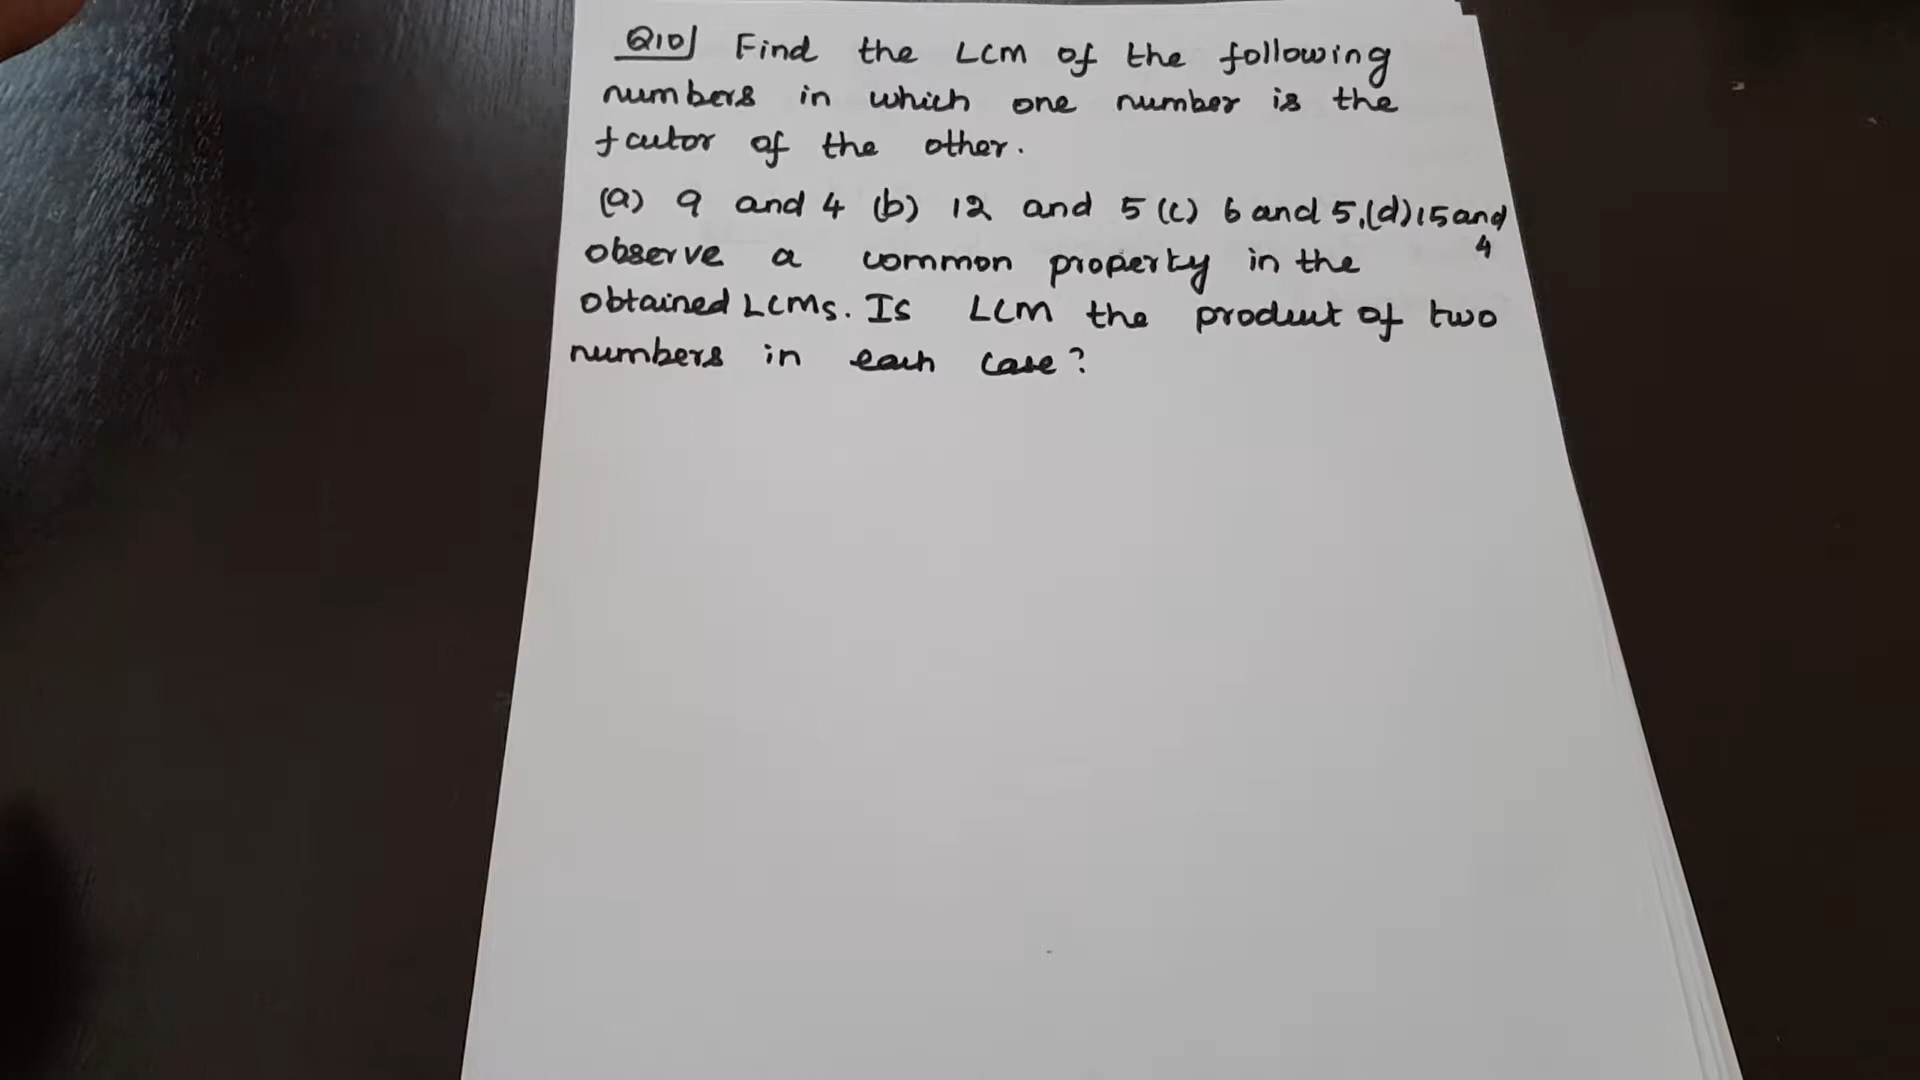 Q10) Find the LCM of the following
numbers in which one number is the
factor of the other.
(a) 9 and 4 (b) 12 and 5 (c) 6 and 5, (d) 15 and
4
observe a common property in the
obtained LCMs. Is LCM the product of two
numbers in each case?